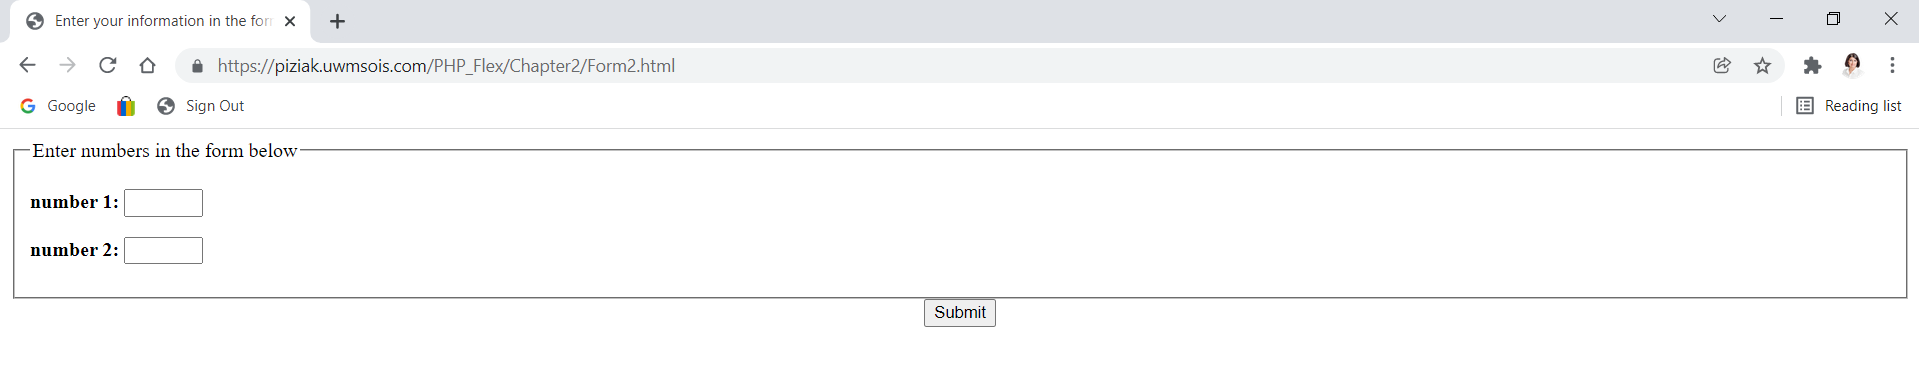 Enter your information in the for
https://piziak.uwmsois.com/PHP_Flex/Chapter2/Form2.html
Google Sign Out Reading list
Enter numbers in the form below
number 1:
number 2:
Submit